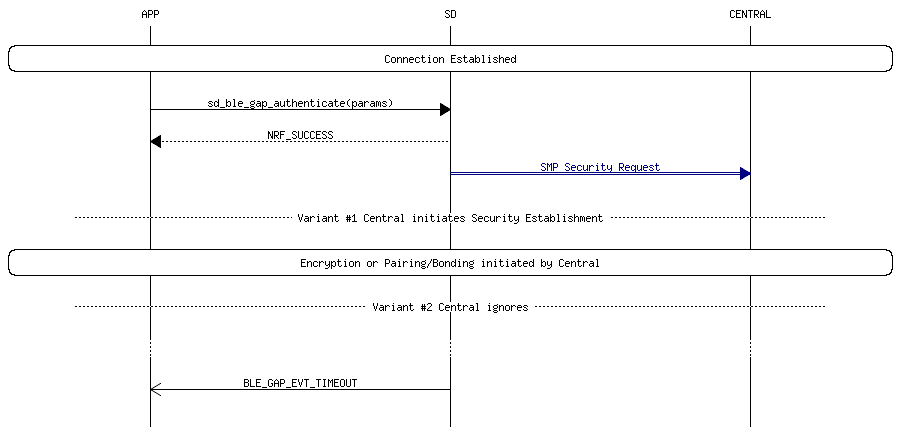 APP SD CENTRAL
Connection Established
sd_ble_gap_authenticate(params)
NRF_SUCCESS
SMP Security Request
Variant #1 Central initiates Security Establishment
Encryption or Pairing/Bonding initiated by Central
Variant #2 Central ignores
BLE_GAP_EVT_TIMEOUT